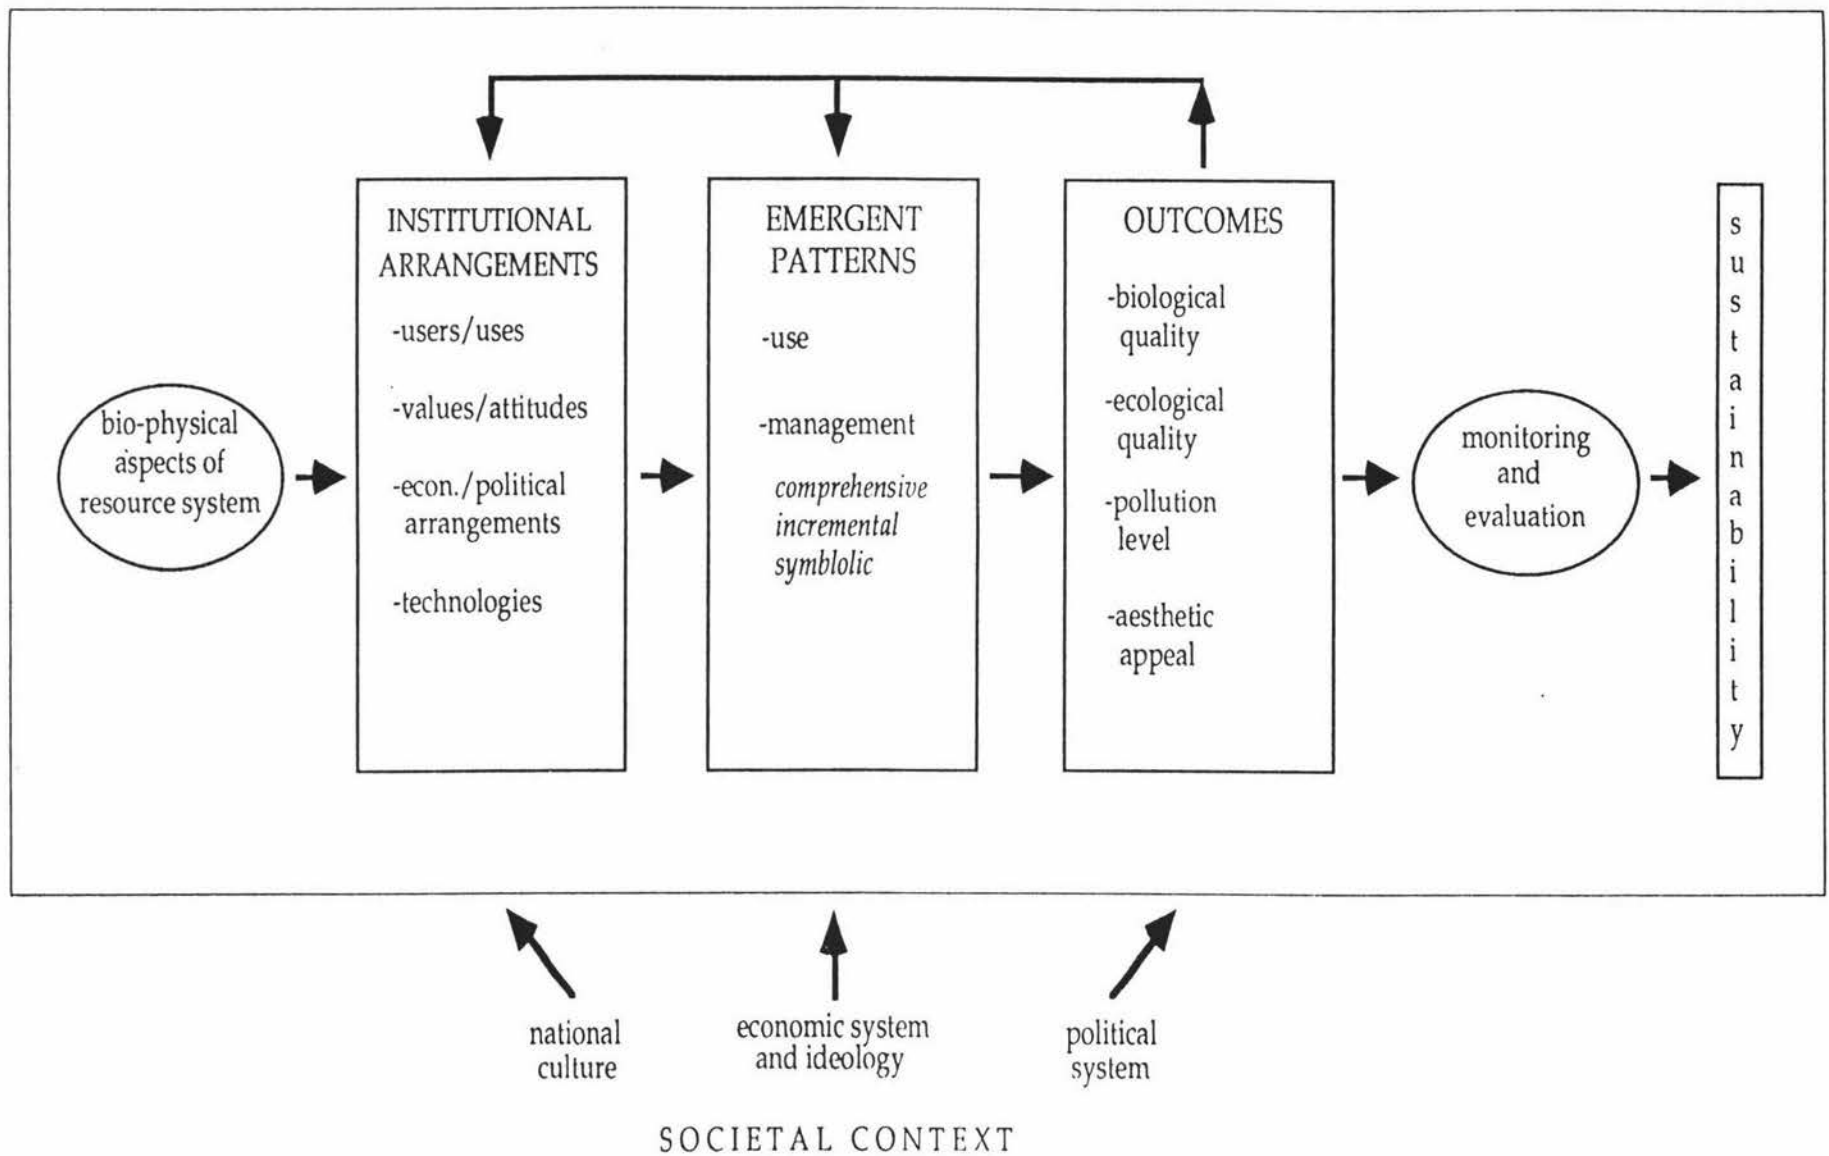 bio-physical
aspects of
resource system
INSTITUTIONAL
ARRANGEMENTS
-users/uses
-values/attitudes
-econ./political
arrangements
-technologies
EMERGENT
PATTERNS
-use
-management
comprehensive
incremental
symblolic
OUTCOMES
-biological
quality
-ecological
quality
-pollution
level
-aesthetic
appeal
monitoring
and
evaluation
s
u
s
t
a
i
n
a
b
i
l
i
t
y
national
culture
economic system
and ideology
political
system
SOCIETAL CONTEXT